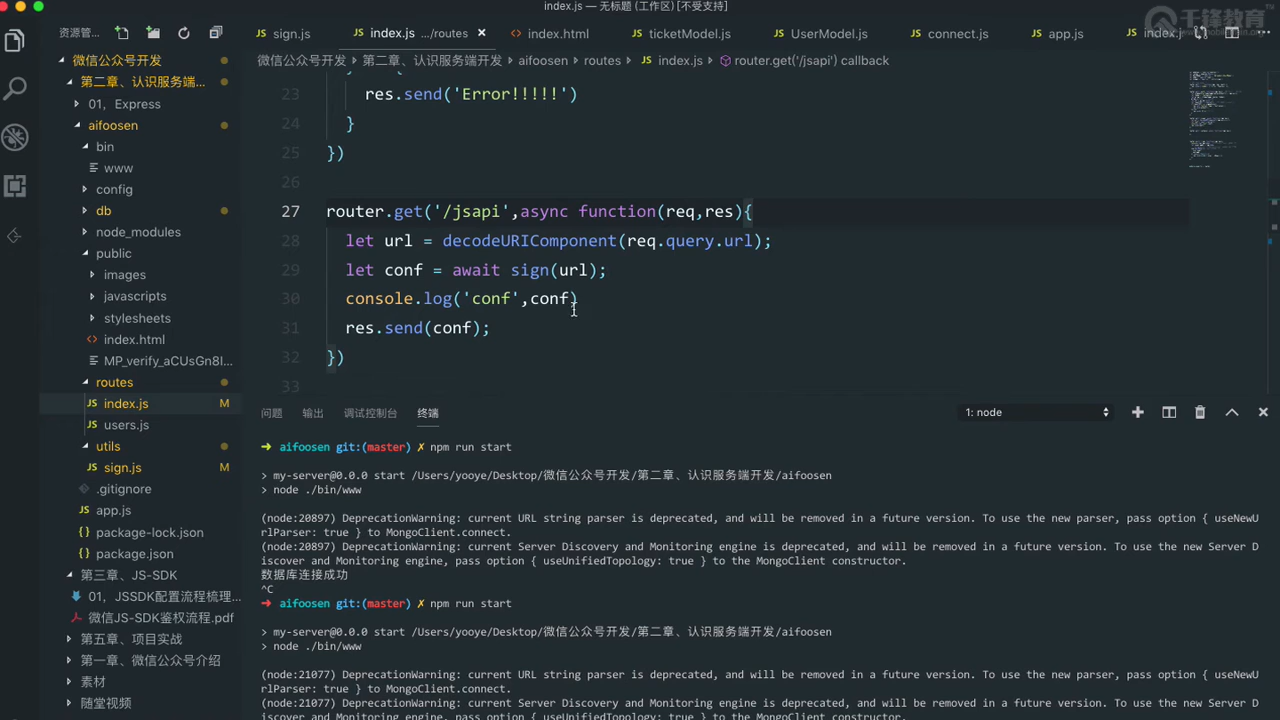 index.js — 无标题 (工作区) [不受支持]
千锋教育
资源管...
sign.js
index.js .../routes
index.html
ticketModel.js
UserModel.js
connect.js
app.js
index.j
微信公众号开发 > 第二章、认识服务端开发 > aifoosen > routes > JS index.js > router.get('/jsapi') callback
微信公众号开发
第二章、认识服务端...
01，Express
aifoosen
bin
www
config
db
node_modules
public
images
javascripts
stylesheets
index.html
MP_verify_aCUsGn8I...
routes
JS index.js M
JS users.js
utils
JS sign.js M
.gitignore
JS app.js
{} package-lock.json
{} package.json
第三章、JS-SDK
01，JSSDK配置流程梳理...
微信JS-SDK鉴权流程.pdf
第五章、项目实战
第一章、微信公众号介绍
素材
随堂视频
23 res.send('Error!!!!!')
24 }
25 })
26
27 router.get('/jsapi',async function(req,res){
28 let url = decodeURIComponent(req.query.url);
29 let conf = await sign(url);
30 console.log('conf',conf)
31 res.send(conf);
32 })
33
问题 输出 调试控制台 终端 1: node
➜ aifoosen git:(master) ✗ npm run start
> my-server@0.0.0 start /Users/yooye/Desktop/微信公众号开发/第二章、认识服务端开发/aifoosen
> node ./bin/www
(node:20897) DeprecationWarning: current URL string parser is deprecated, and will be removed in a future version. To use the new parser, pass option { useNewU
rlParser: true } to MongoClient.connect.
(node:20897) DeprecationWarning: current Server Discovery and Monitoring engine is deprecated, and will be removed in a future version. To use the new Server D
iscover and Monitoring engine, pass option { useUnifiedTopology: true } to the MongoClient constructor.
数据库连接成功
^C
➜ aifoosen git:(master) ✗ npm run start
> my-server@0.0.0 start /Users/yooye/Desktop/微信公众号开发/第二章、认识服务端开发/aifoosen
> node ./bin/www
(node:21077) DeprecationWarning: current URL string parser is deprecated, and will be removed in a future version. To use the new parser, pass option { useNewU
rlParser: true } to MongoClient.connect.
(node:21077) DeprecationWarning: current Server Discovery and Monitoring engine is deprecated, and will be removed in a future version. To use the new Server D